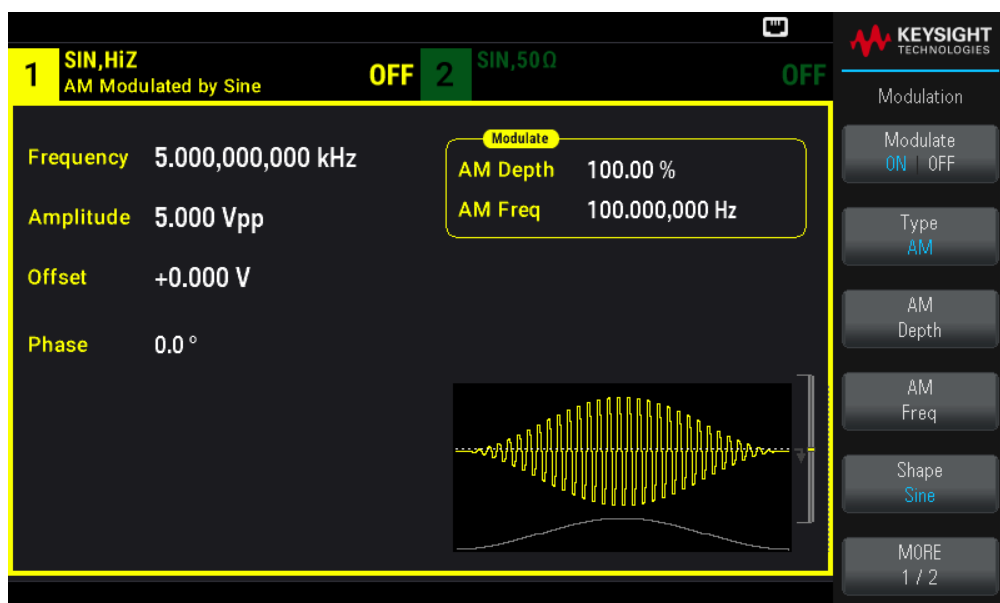 KEYSIGHT
TECHNOLOGIES
1
SIN,HiZ
AM Modulated by Sine
OFF
2
SIN,50Ω
OFF
Modulation
Frequency 5.000,000,000 kHz
Amplitude 5.000 Vpp
Offset +0.000 V
Phase 0.0 °
Modulate
AM Depth 100.00 %
AM Freq 100.000,000 Hz
Modulate
ON | OFF
Type
AM
AM
Depth
AM
Freq
Shape
Sine
MORE
1 / 2